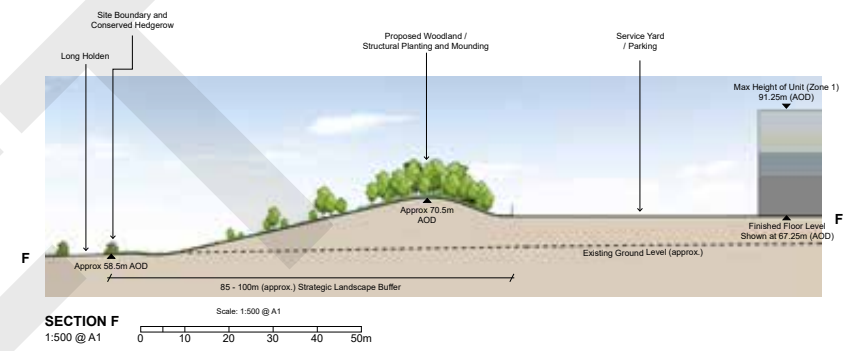 Site Boundary and
Conserved Hedgerow
Long Holden
Proposed Woodland /
Structural Planting and Mounding
Service Yard
/ Parking
Max Height of Unit (Zone 1)
91.25m (AOD)
Approx 70.5m
AOD
F
F
Finished Floor Level
Shown at 67.25m (AOD)
Approx 58.5m AOD
Existing Ground Level (approx.)
85 - 100m (approx.) Strategic Landscape Buffer
Scale: 1:500 @ A1
SECTION F
1:500 @ A1
0 10 20 30 40 50m